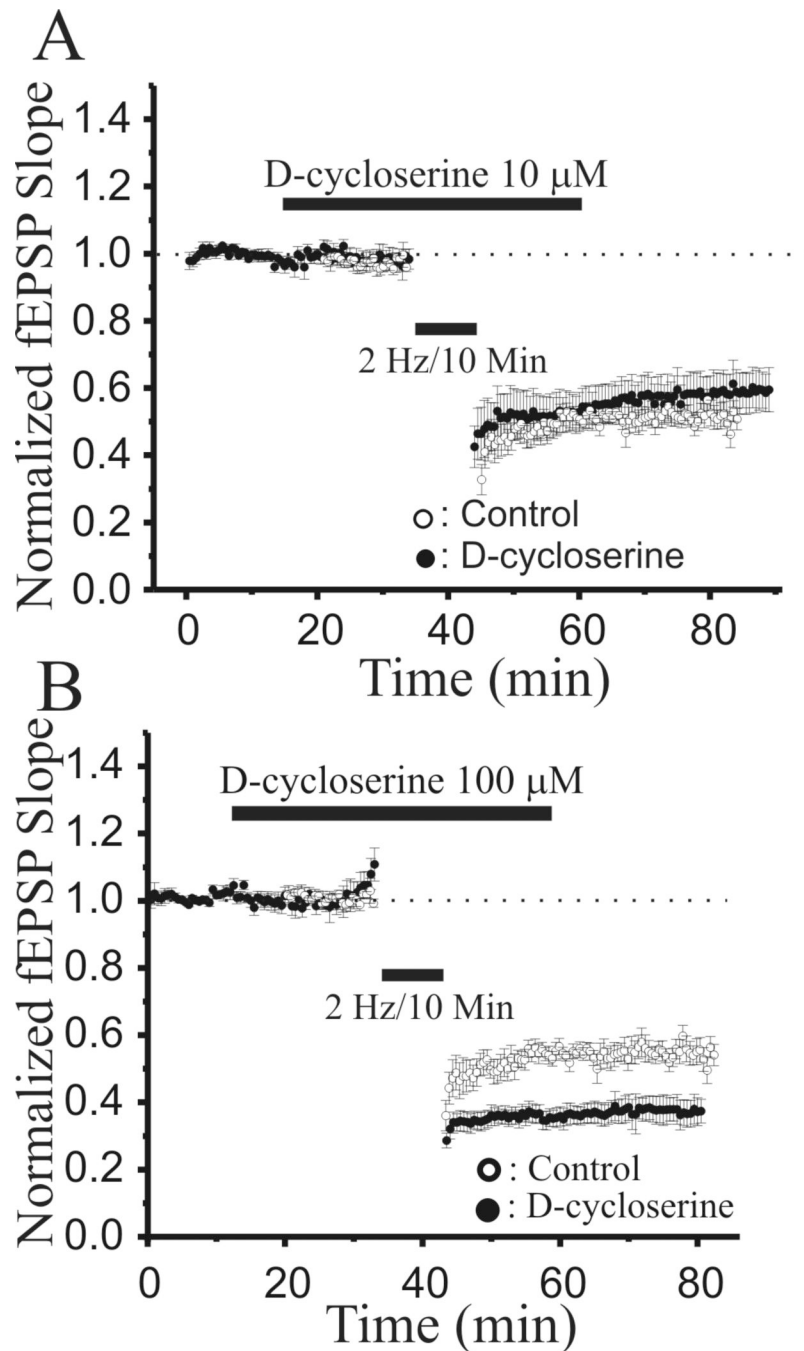 A
Normalized fEPSP Slope
1.4
1.2
1.0
0.8
0.6
0.4
0.2
0.0
D-cycloserine 10 μM
2 Hz/10 Min
○ : Control
● : D-cycloserine
0 20 40 60 80
Time (min)
B
Normalized fEPSP Slope
1.4
1.2
1.0
0.8
0.6
0.4
0.2
0.0
D-cycloserine 100 μM
2 Hz/10 Min
○ : Control
● : D-cycloserine
0 20 40 60 80
Time (min)